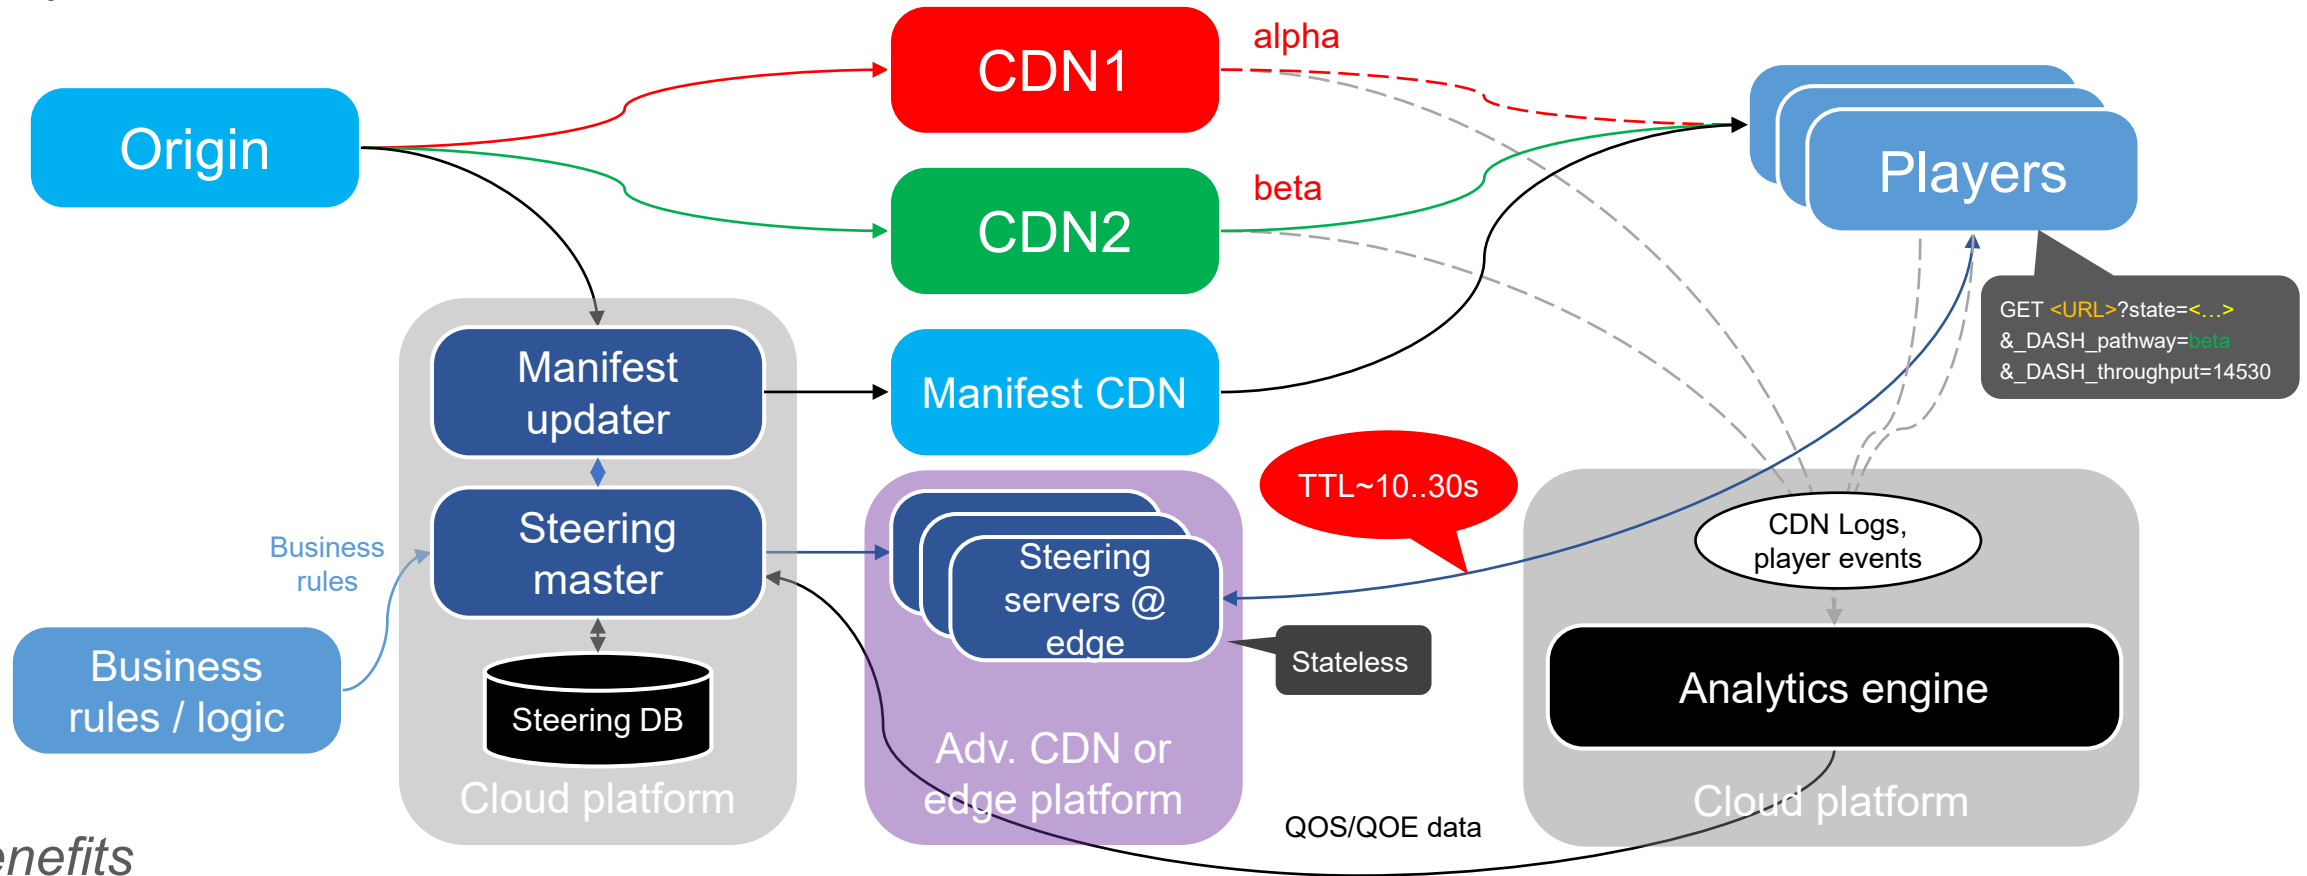 CDN1
alpha
Origin
Players
CDN2
beta
GET <URL>?state=<...>
&_DASH_pathway=beta
&_DASH_throughput=14530
Manifest
updater
Manifest CDN
TTL~10..30s
Steering
master
Business
rules
Steering
servers @
edge
CDN Logs,
player events
Stateless
Business
rules / logic
Steering DB
Analytics engine
Adv. CDN or
edge platform
Cloud platform
Cloud platform
QOS/QOE data
enefits